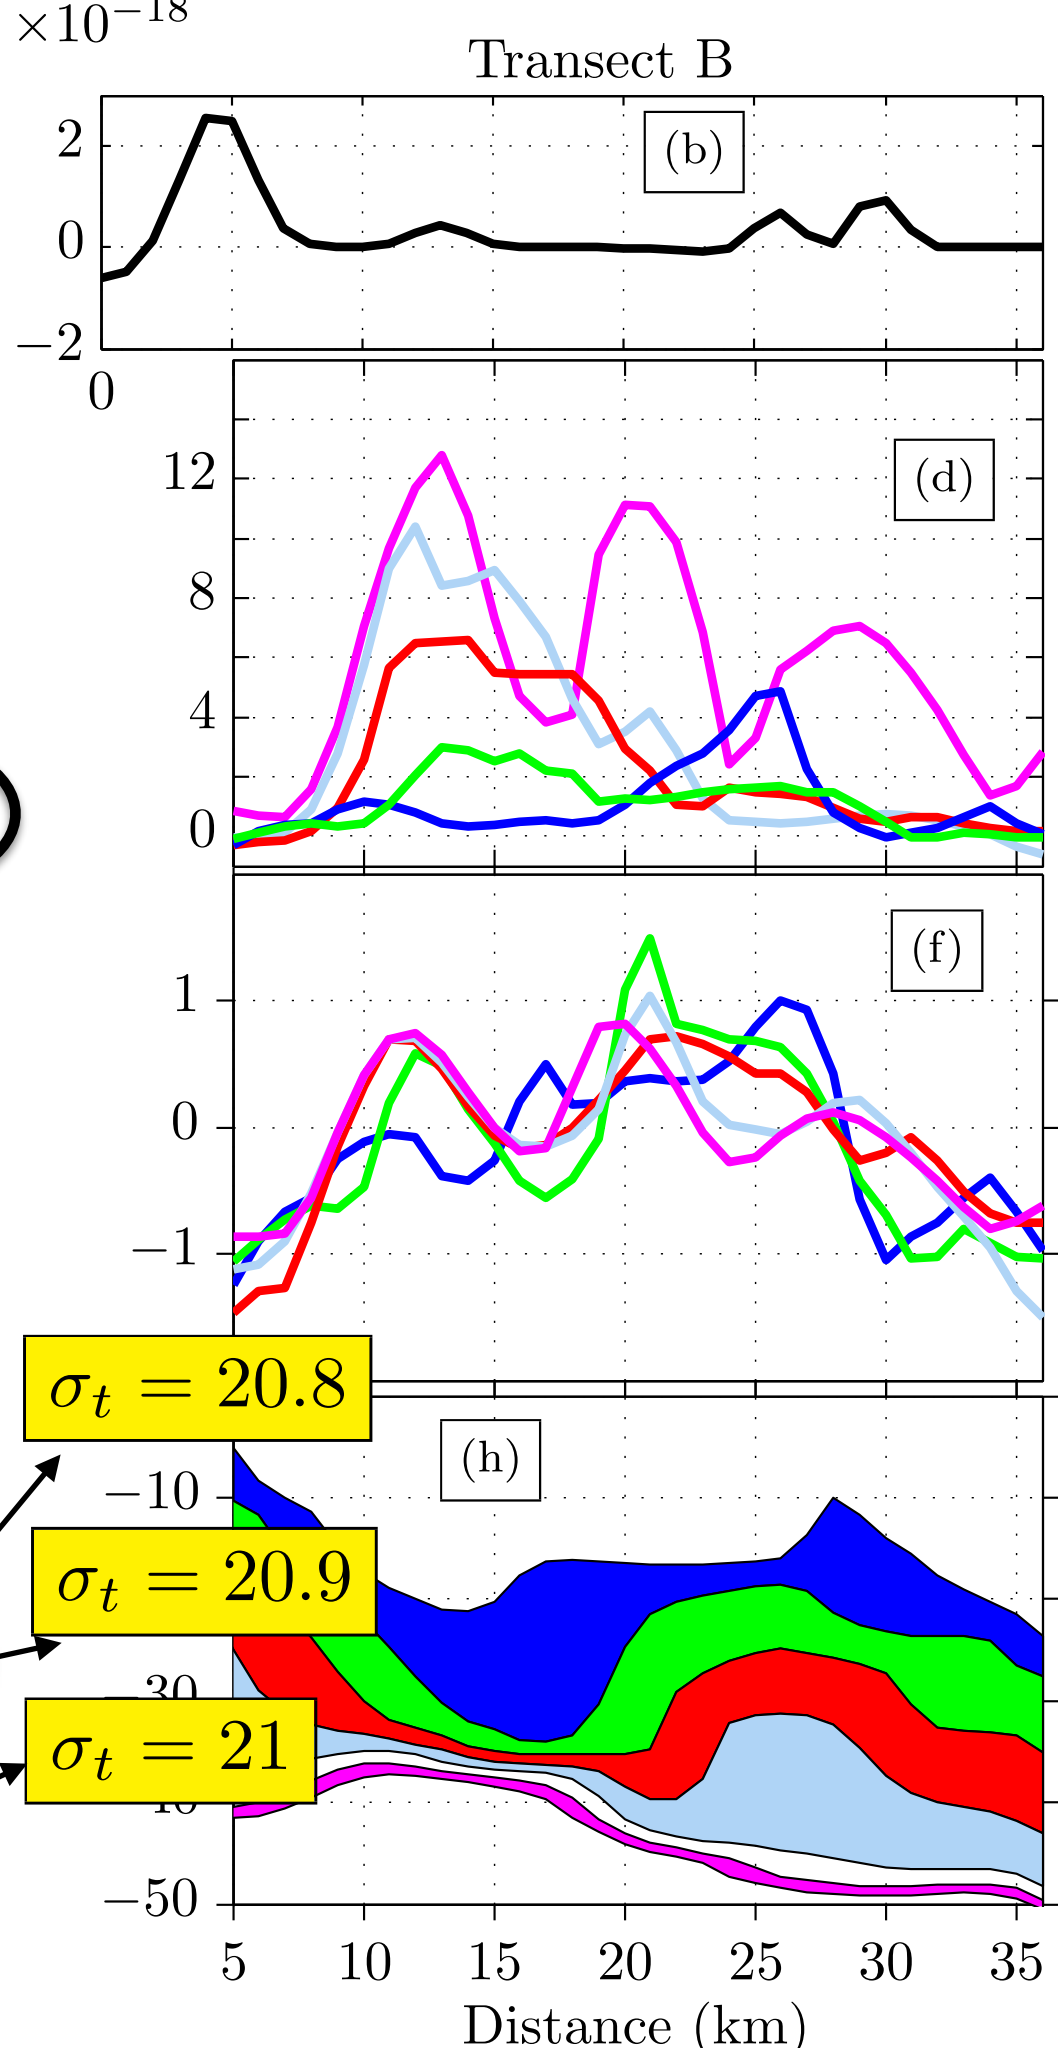 ×10⁻¹⁸
Transect B
(b)
2
0
−2
0
(d)
12
8
4
0
(f)
1
0
−1
σₜ = 20.8
(h)
−10
σₜ = 20.9
−30
σₜ = 21
−50
5 10 15 20 25 30 35
Distance (km)